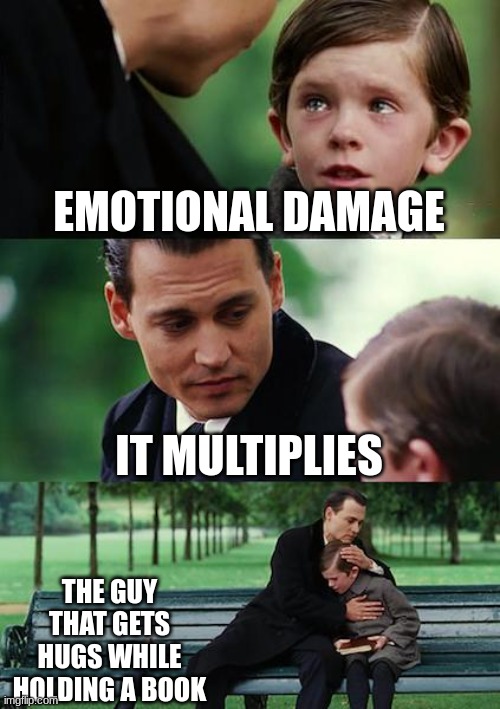 EMOTIONAL DAMAGE
IT MULTIPLIES
THE GUY
THAT GETS
HUGS WHILE
HOLDING A BOOK
imgflip.com